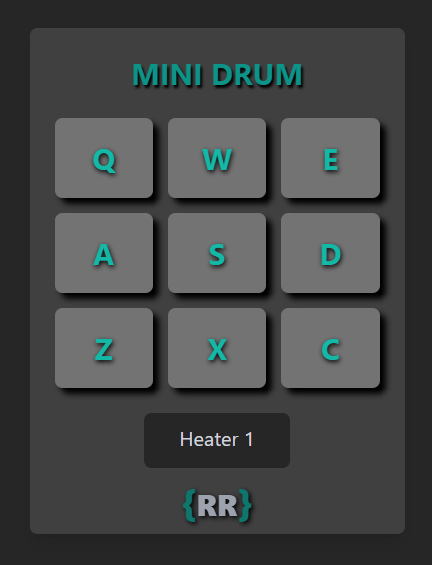 MINI DRUM
Q W E
A S D
Z X C
Heater 1
{RR}